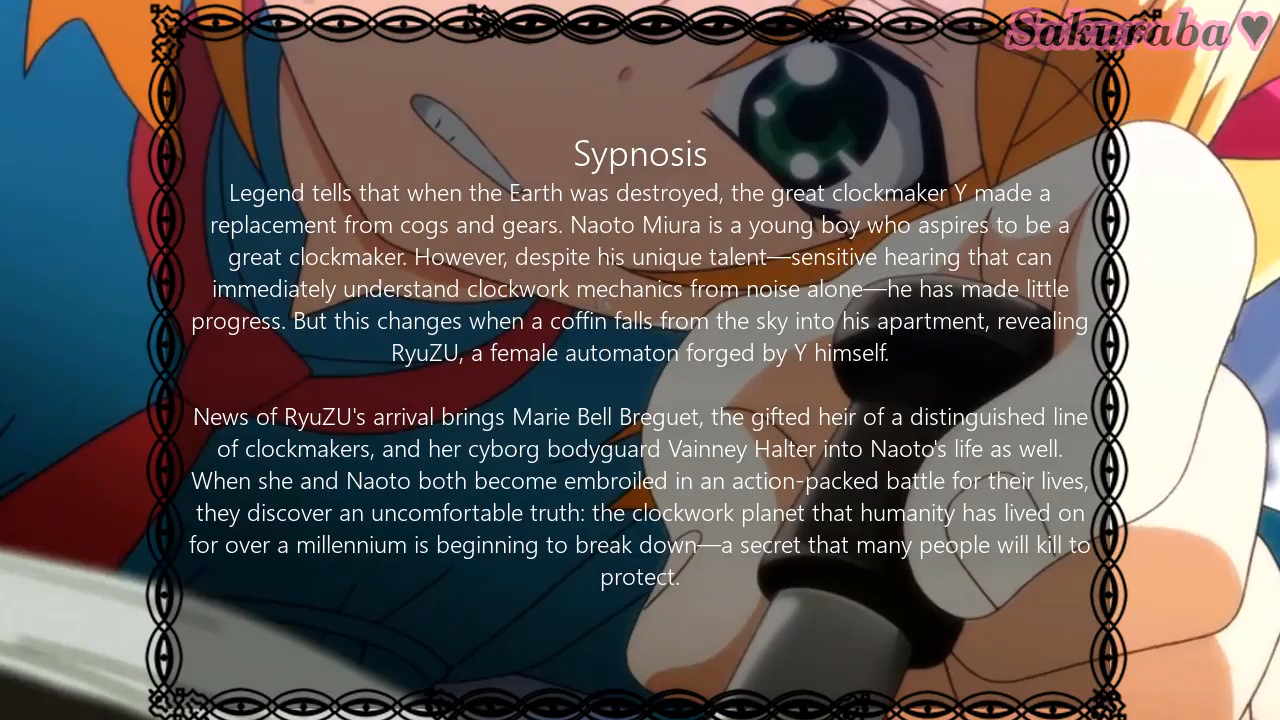 Sakuraba ♥
Sypnosis
Legend tells that when the Earth was destroyed, the great clockmaker Y made a
replacement from cogs and gears. Naoto Miura is a young boy who aspires to be a
great clockmaker. However, despite his unique talent—sensitive hearing that can
immediately understand clockwork mechanics from noise alone—he has made little
progress. But this changes when a coffin falls from the sky into his apartment, revealing
RyuZU, a female automaton forged by Y himself.
News of RyuZU's arrival brings Marie Bell Breguet, the gifted heir of a distinguished line
of clockmakers, and her cyborg bodyguard Vainney Halter into Naoto's life as well.
When she and Naoto both become embroiled in an action-packed battle for their lives,
they discover an uncomfortable truth: the clockwork planet that humanity has lived on
for over a millennium is beginning to break down—a secret that many people will kill to
protect.